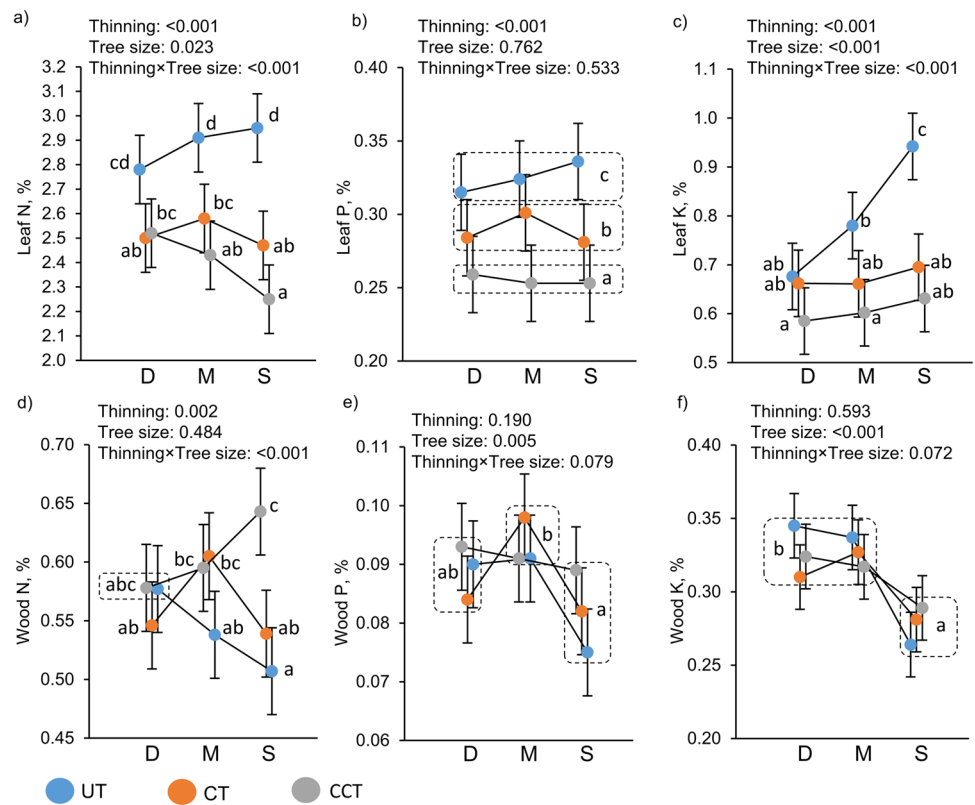 a)
Thinning: <0.001
Tree size: 0.023
Thinning×Tree size: <0.001
3.2
3.1
3.0
2.9
2.8
2.7
2.6
2.5
2.4
2.3
2.2
2.1
2.0
Leaf N, %
cd
d
d
bc
bc
ab
ab
ab
a
D M S
b)
Thinning: <0.001
Tree size: 0.762
Thinning×Tree size: 0.533
0.40
0.35
0.30
0.25
0.20
Leaf P, %
c
b
a
D M S
c)
Thinning: <0.001
Tree size: <0.001
Thinning×Tree size: <0.001
1.1
1.0
0.9
0.8
0.7
0.6
0.5
Leaf K, %
c
b
ab
ab
ab
ab
a
a
D M S
d)
Thinning: 0.002
Tree size: 0.484
Thinning×Tree size: <0.001
0.70
0.65
0.60
0.55
0.50
0.45
Wood N, %
c
abc
bc
bc
ab
ab
ab
a
D M S
e)
Thinning: 0.190
Tree size: 0.005
Thinning×Tree size: 0.079
0.11
0.10
0.09
0.08
0.07
0.06
Wood P, %
ab
b
a
D M S
f)
Thinning: 0.593
Tree size: <0.001
Thinning×Tree size: 0.072
0.40
0.35
0.30
0.25
0.20
Wood K, %
b
a
D M S
UT CT CCT